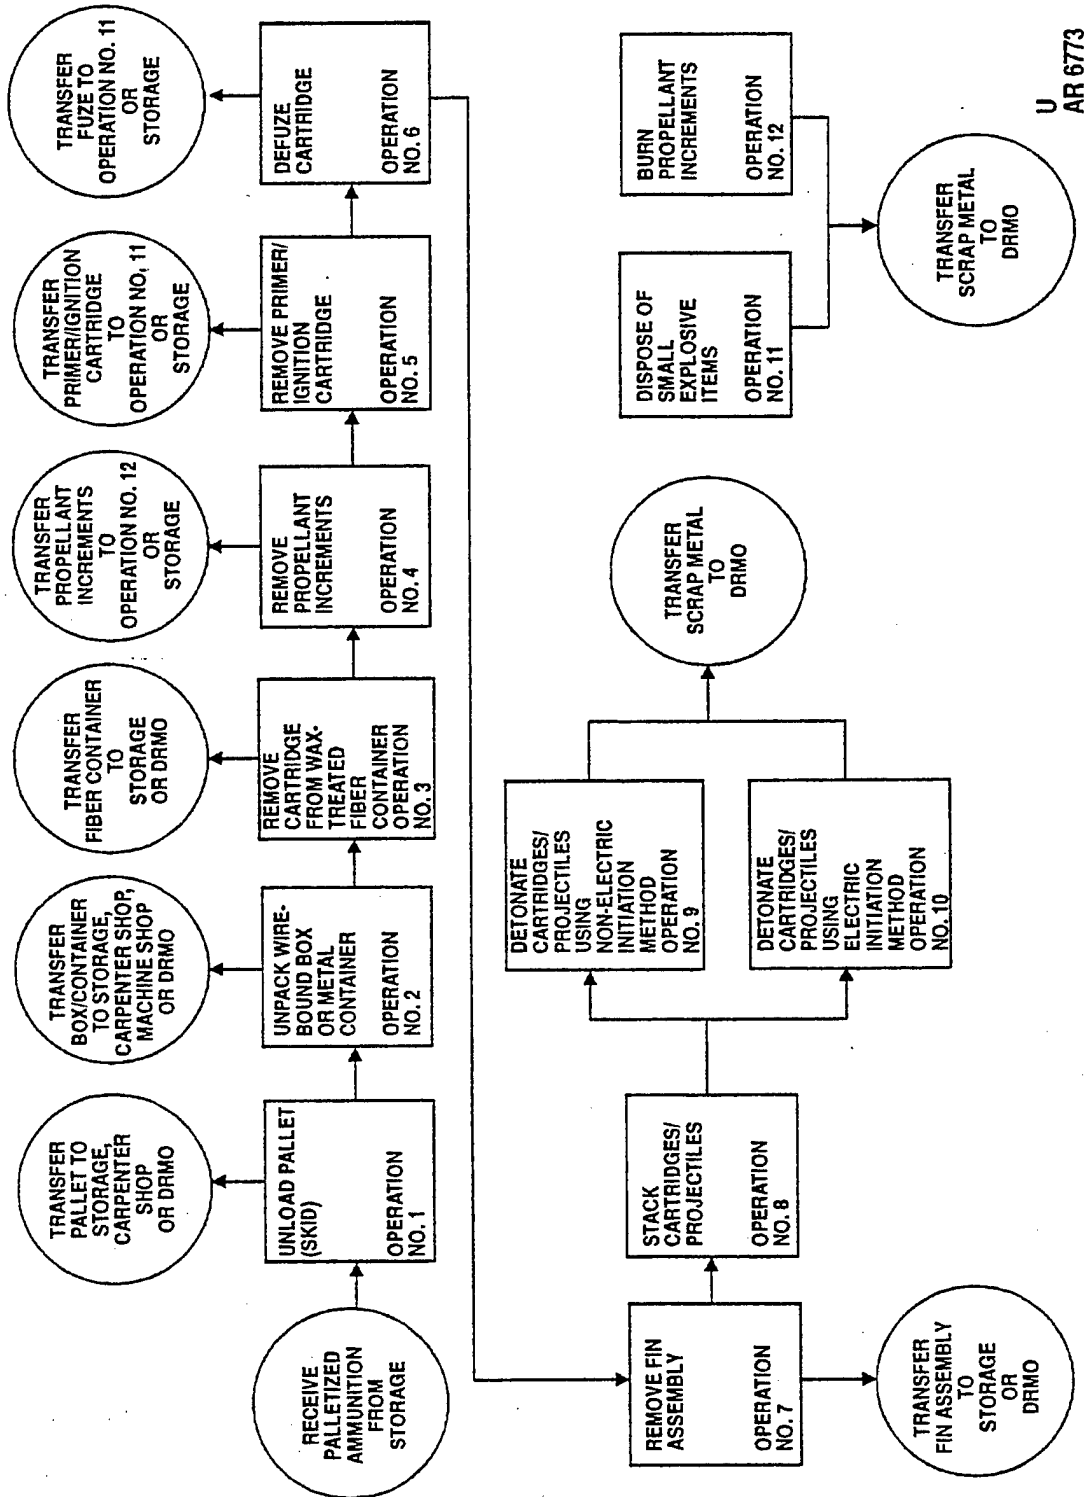 RECEIVE
PALLETIZED
AMMUNITION
FROM
STORAGE
TRANSFER
PALLET TO
STORAGE,
CARPENTER
SHOP
OR DRMO
UNLOAD PALLET
(SKID)
OPERATION
NO. 1
TRANSFER
BOX/CONTAINER
TO STORAGE,
CARPENTER SHOP,
MACHINE SHOP
OR DRMO
UNPACK WIRE-
BOUND BOX
OR METAL
CONTAINER
OPERATION
NO. 2
TRANSFER
FIBER CONTAINER
TO
STORAGE
OR DRMO
REMOVE
CARTRIDGE
FROM WAX-
TREATED
FIBER
CONTAINER
OPERATION
NO. 3
TRANSFER
PROPELLANT
INCREMENTS
TO
OPERATION NO. 12
OR
STORAGE
REMOVE
PROPELLANT
INCREMENTS
OPERATION
NO. 4
TRANSFER
PRIMER/IGNITION
CARTRIDGE
TO
OPERATION NO. 11
OR
STORAGE
REMOVE PRIMER/
IGNITION
CARTRIDGE
OPERATION
NO. 5
TRANSFER
FUZE TO
OPERATION NO. 11
OR
STORAGE
DEFUZE
CARTRIDGE
OPERATION
NO. 6
REMOVE FIN
ASSEMBLY
OPERATION
NO. 7
TRANSFER
FIN ASSEMBLY
TO
STORAGE
OR
DRMO
STACK
CARTRIDGES/
PROJECTILES
OPERATION
NO. 8
DETONATE
CARTRIDGES/
PROJECTILES
USING
NON-ELECTRIC
INITIATION
METHOD
OPERATION
NO. 9
DETONATE
CARTRIDGES/
PROJECTILES
USING
ELECTRIC
INITIATION
METHOD
OPERATION
NO. 10
TRANSFER
SCRAP METAL
TO
DRMO
DISPOSE OF
SMALL
EXPLOSIVE
ITEMS
OPERATION
NO. 11
BURN
PROPELLANT
INCREMENTS
OPERATION
NO. 12
TRANSFER
SCRAP METAL
TO
DRMO
U
AR 6773